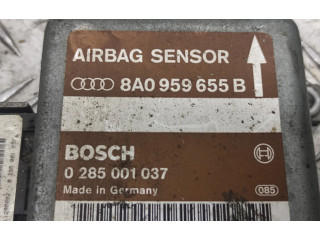 AIRBAG SENSOR
8A0 959 655 B
BOSCH
0 285 001 037
Made in Germany
085